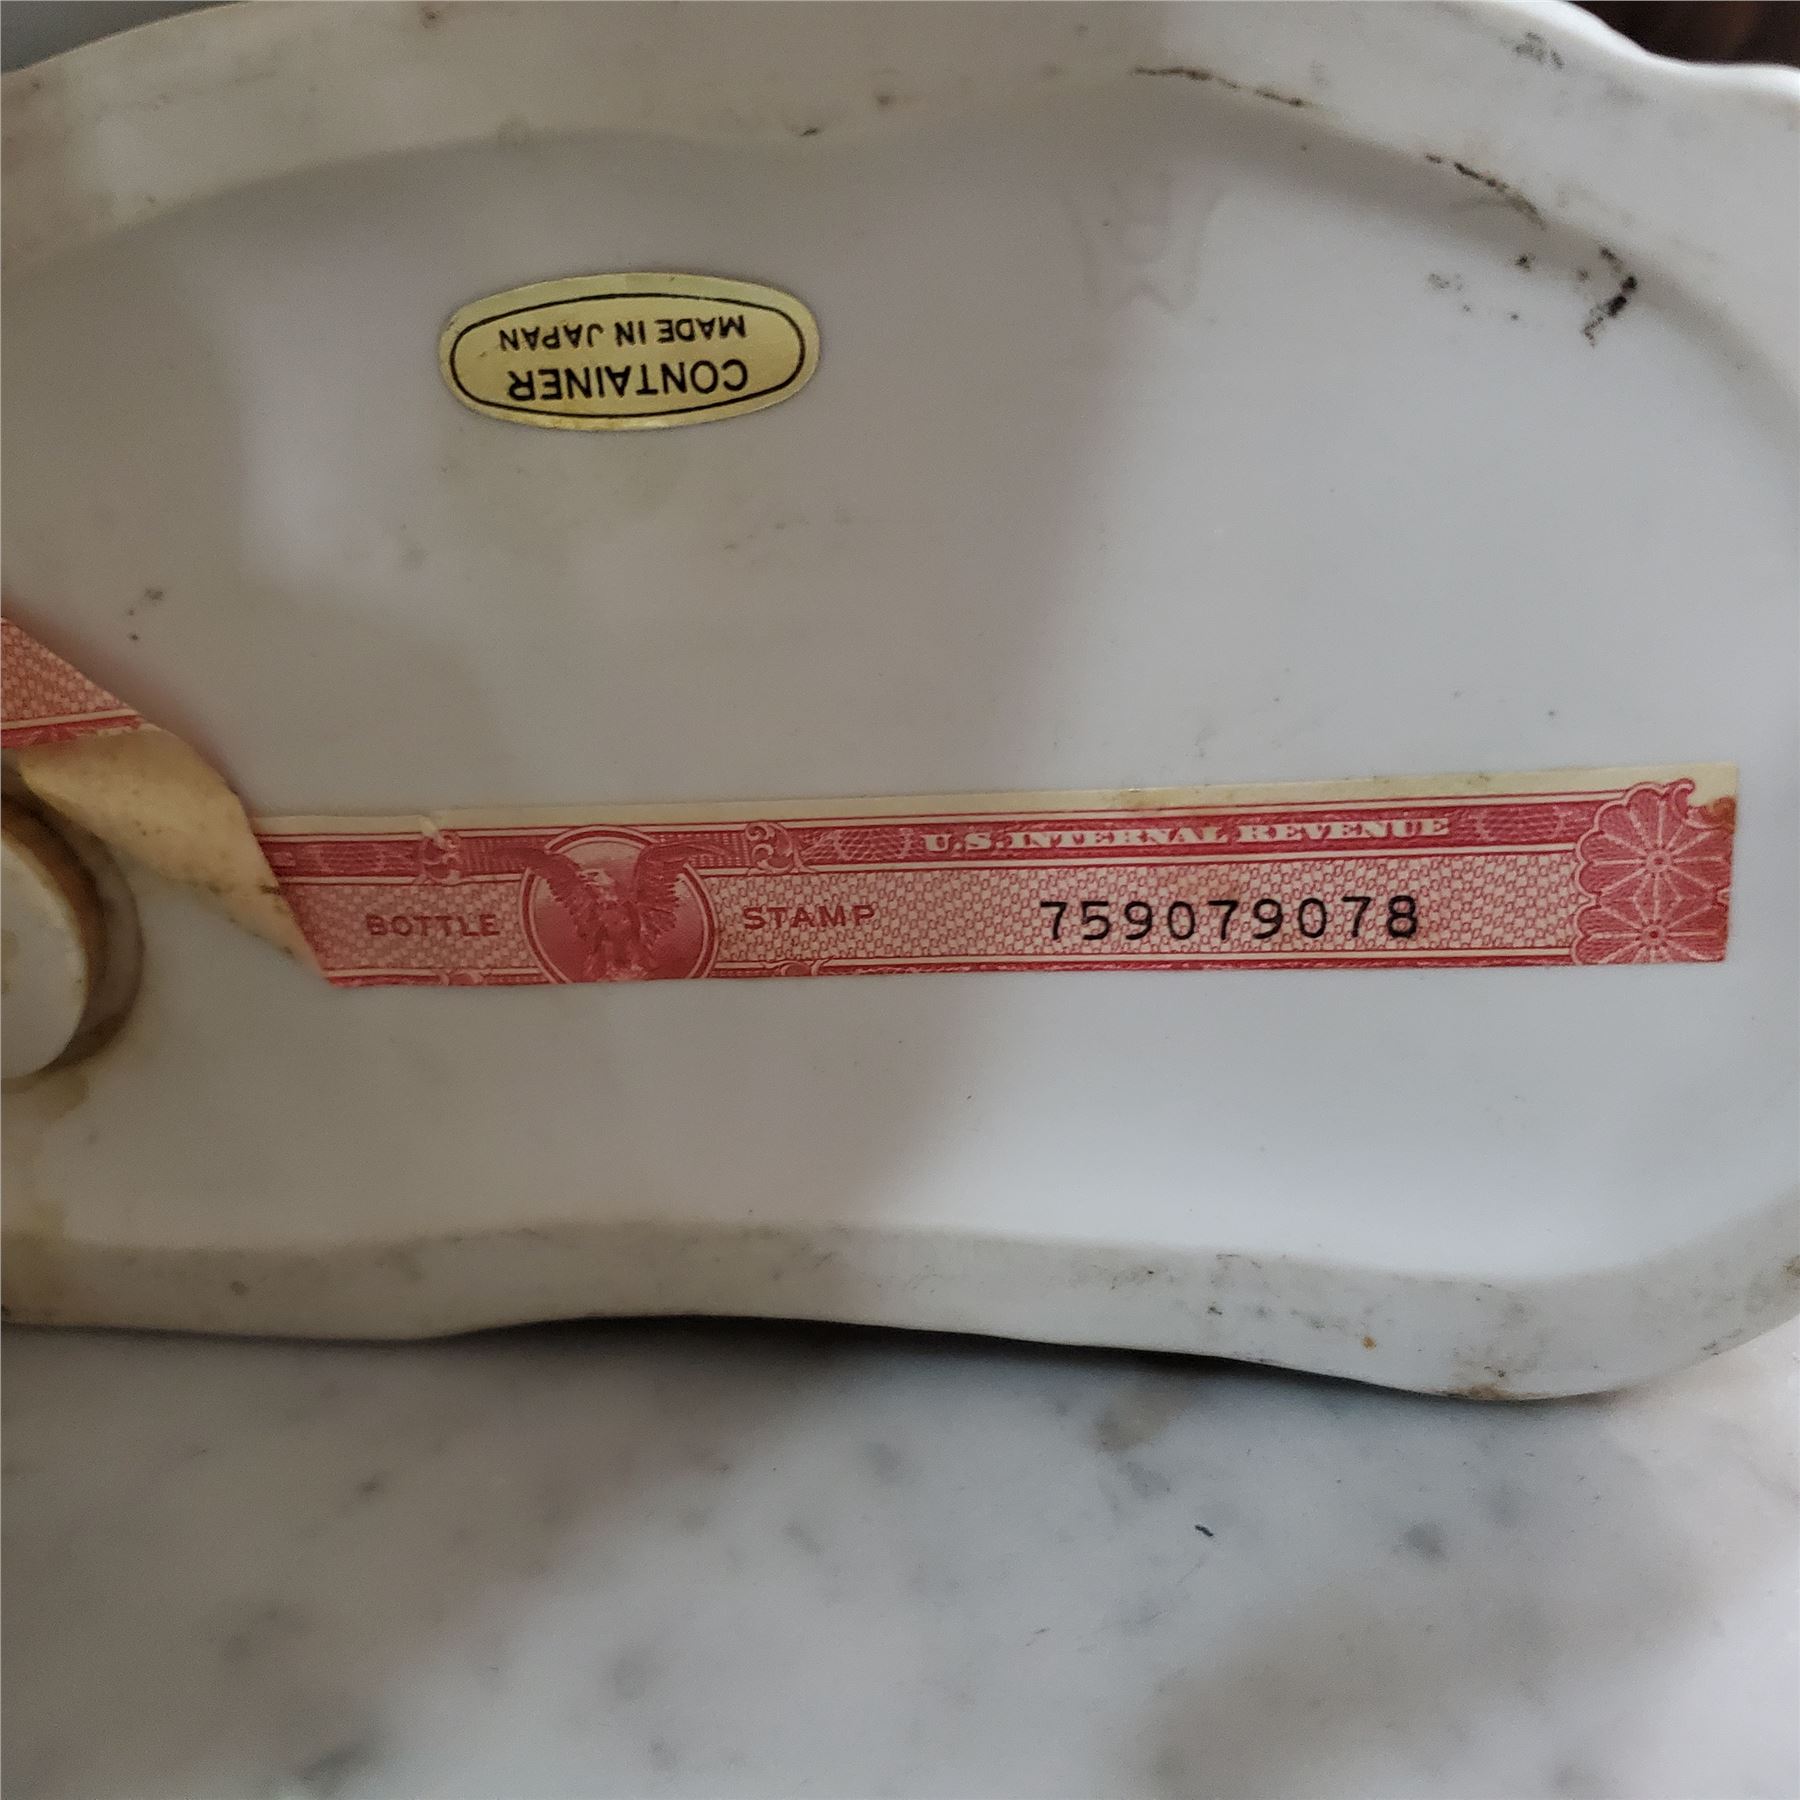 CONTAINER
MADE IN JAPAN
U.S. INTERNAL REVENUE
BOTTLE STAMP 759079078